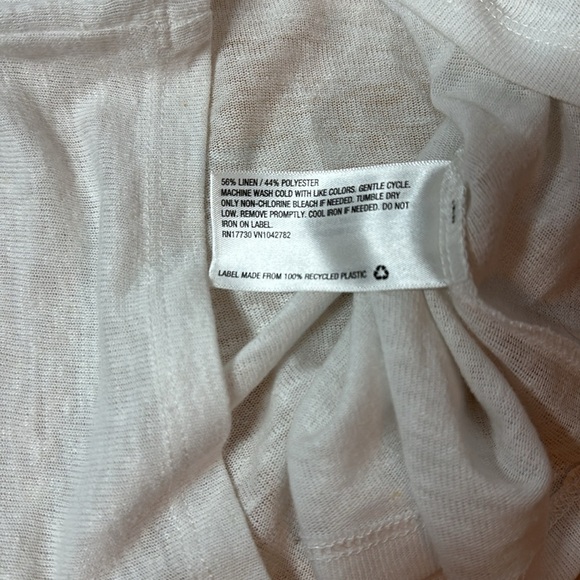 56% LINEN / 44% POLYESTER
MACHINE WASH COLD WITH LIKE COLORS. GENTLE CYCLE.
ONLY NON-CHLORINE BLEACH IF NEEDED. TUMBLE DRY
LOW. REMOVE PROMPTLY. COOL IRON IF NEEDED. DO NOT
IRON ON LABEL.
RN17730 VN1042782
LABEL MADE FROM 100% RECYCLED PLASTIC